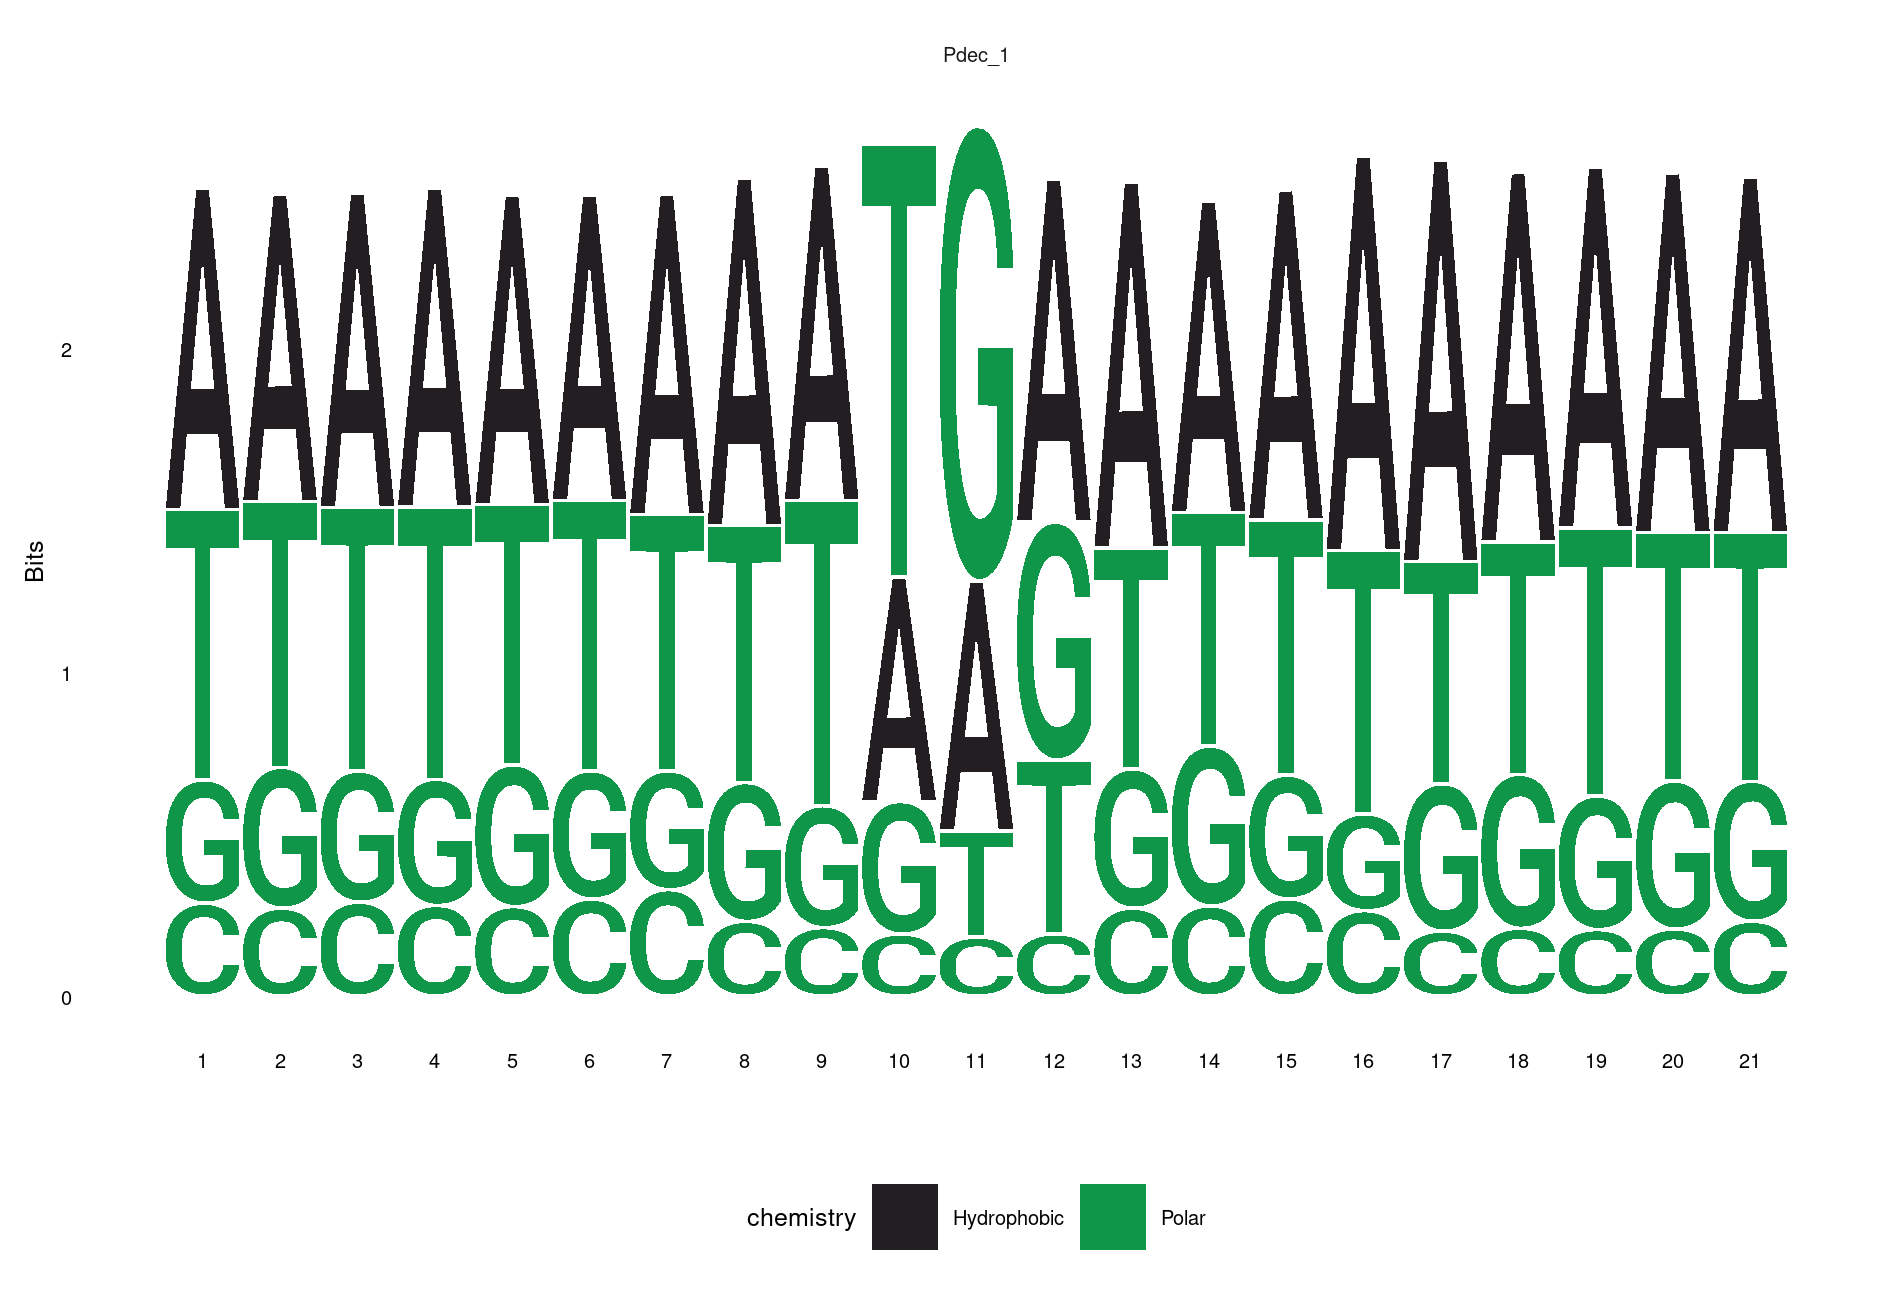 Pdec_1
Bits
2
1
0
AAAAAAAAATGAAAAAAAAAA
TTTTTTTTTAAGTTTTTTTTT
GGGGGGGGGGTTGGGGGGGGG
CCCCCCCCCCCCCCCCCCCCC
1 2 3 4 5 6 7 8 9 10 11 12 13 14 15 16 17 18 19 20 21
chemistry Hydrophobic Polar